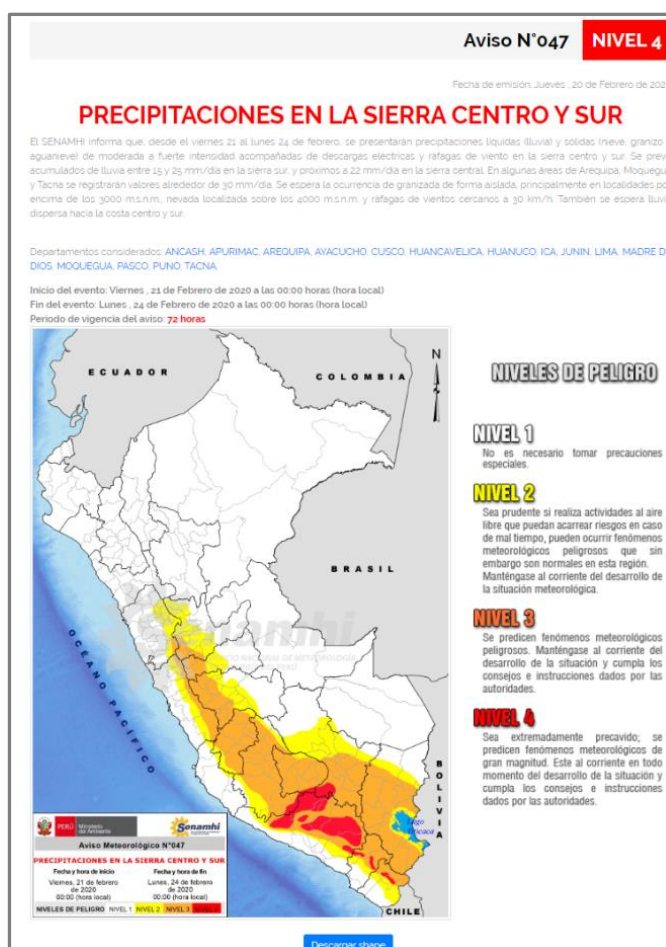 Aviso N°047 NIVEL 4
Fecha de emisión: Jueves , 20 de Febrero de 202
PRECIPITACIONES EN LA SIERRA CENTRO Y SUR
El SENAMHI informa que, desde el viernes 21 al lunes 24 de febrero, se presentarán precipitaciones líquidas (lluvia) y sólidas (nieve, granizo
aguanieve) de moderada a fuerte intensidad acompañadas de descargas eléctricas y ráfagas de viento en la sierra centro y sur. Se prev
acumulados de lluvia entre 15 y 25 mm/día en la sierra sur, y próximos a 22 mm/día en la sierra central. En algunas áreas de Arequipa, Moquegu
y Tacna se registrarán valores alrededor de 30 mm/día. Se espera la ocurrencia de granizada de forma aislada, principalmente en localidades po
encima de los 3000 m.s.n.m., nevada localizada sobre los 4000 m.s.n.m. y ráfagas de vientos cercanos a 30 km/h. También se espera lluvi
dispersa hacia la costa centro y sur.
Departamentos considerados: ANCASH, APURIMAC, AREQUIPA, AYACUCHO, CUSCO, HUANCAVELICA, HUANUCO, ICA, JUNIN, LIMA, MADRE D
DIOS, MOQUEGUA, PASCO, PUNO, TACNA,
Inicio del evento: Viernes , 21 de Febrero de 2020 a las 00:00 horas (hora local)
Fin del evento: Lunes , 24 de Febrero de 2020 a las 00:00 horas (hora local)
Periodo de vigencia del aviso: 72 horas
ECUADOR
COLOMBIA
N
BRASIL
OCÉANO PACÍFICO
BOLIVIA
Lago
Titicaca
CHILE
Senamhi
SERVICIO NACIONAL DE METEOROLOGÍA
PERÚ Ministerio
del Ambiente
Senamhi
Aviso Meteorológico N°047
PRECIPITACIONES EN LA SIERRA CENTRO Y SUR
Fecha y hora de inicio Fecha y hora de fin
Viernes, 21 de febrero Lunes, 24 de febrero
de 2020 de 2020
00:00 (hora local) 00:00 (hora local)
NIVELES DE PELIGRO NIVEL 1 NIVEL 2 NIVEL 3 NIVEL 4
NIVELES DE PELIGRO
NIVEL 1
No es necesario tomar precauciones
especiales.
NIVEL 2
Sea prudente si realiza actividades al aire
libre que puedan acarrear riesgos en caso
de mal tiempo, pueden ocurrir fenómenos
meteorológicos peligrosos que sin
embargo son normales en esta región.
Manténgase al corriente del desarrollo de
la situación meteorológica.
NIVEL 3
Se predicen fenómenos meteorológicos
peligrosos. Manténgase al corriente del
desarrollo de la situación y cumpla los
consejos e instrucciones dados por las
autoridades.
NIVEL 4
Sea extremadamente precavido; se
predicen fenómenos meteorológicos de
gran magnitud. Este al corriente en todo
momento del desarrollo de la situación y
cumpla los consejos e instrucciones
dados por las autoridades.
Descargar shape